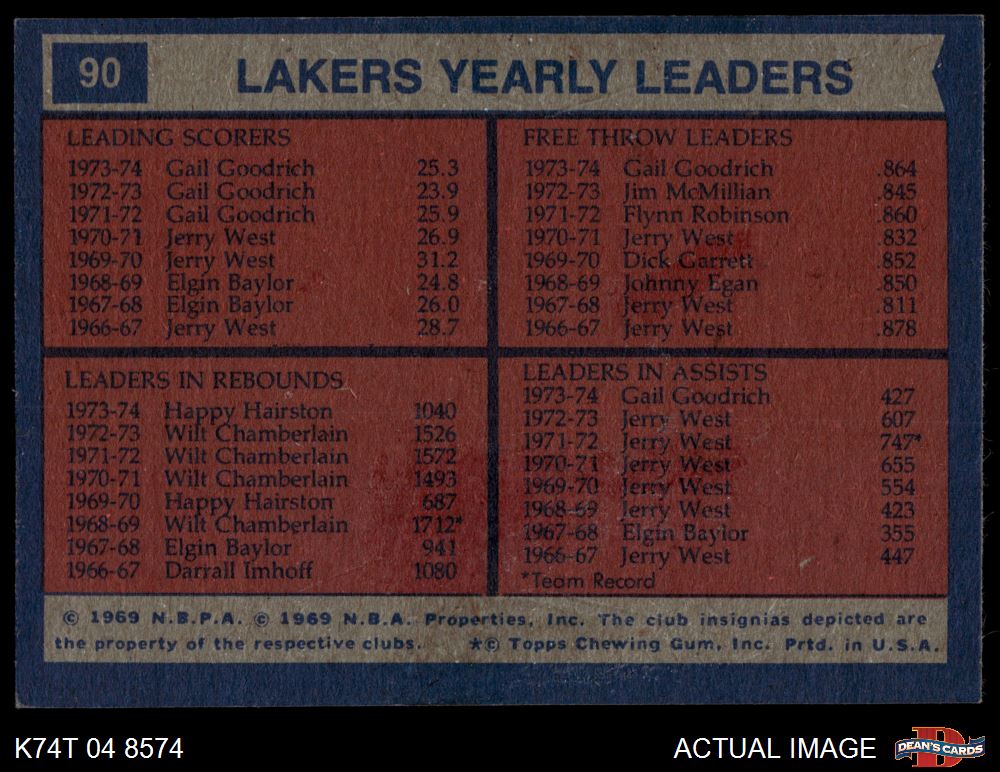 90
LAKERS YEARLY LEADERS
LEADING SCORERS
1973-74 Gail Goodrich 25.3
1972-73 Gail Goodrich 23.9
1971-72 Gail Goodrich 25.9
1970-71 Jerry West 26.9
1969-70 Jerry West 31.2
1968-69 Elgin Baylor 24.8
1967-68 Elgin Baylor 26.0
1966-67 Jerry West 28.7
FREE THROW LEADERS
1973-74 Gail Goodrich .864
1972-73 Jim McMillian .845
1971-72 Flynn Robinson .860
1970-71 Jerry West .832
1969-70 Dick Garrett .852
1968-69 Johnny Egan .850
1967-68 Jerry West .811
1966-67 Jerry West .878
LEADERS IN REBOUNDS
1973-74 Happy Hairston 1040
1972-73 Wilt Chamberlain 1526
1971-72 Wilt Chamberlain 1572
1970-71 Wilt Chamberlain 1493
1969-70 Happy Hairston 687
1968-69 Wilt Chamberlain 1712*
1967-68 Elgin Baylor 941
1966-67 Darrall Imhoff 1080
LEADERS IN ASSISTS
1973-74 Gail Goodrich 427
1972-73 Jerry West 607
1971-72 Jerry West 747*
1970-71 Jerry West 655
1969-70 Jerry West 554
1968-69 Jerry West 423
1967-68 Elgin Baylor 355
1966-67 Jerry West 447
*Team Record
© 1969 N.B.P.A. © 1969 N.B.A. Properties, Inc. The club insignias depicted are
the property of the respective clubs. *© Topps Chewing Gum, Inc. Prtd. in U.S.A.
K74T 04 8574
ACTUAL IMAGE
D
DEAN'S CARDS